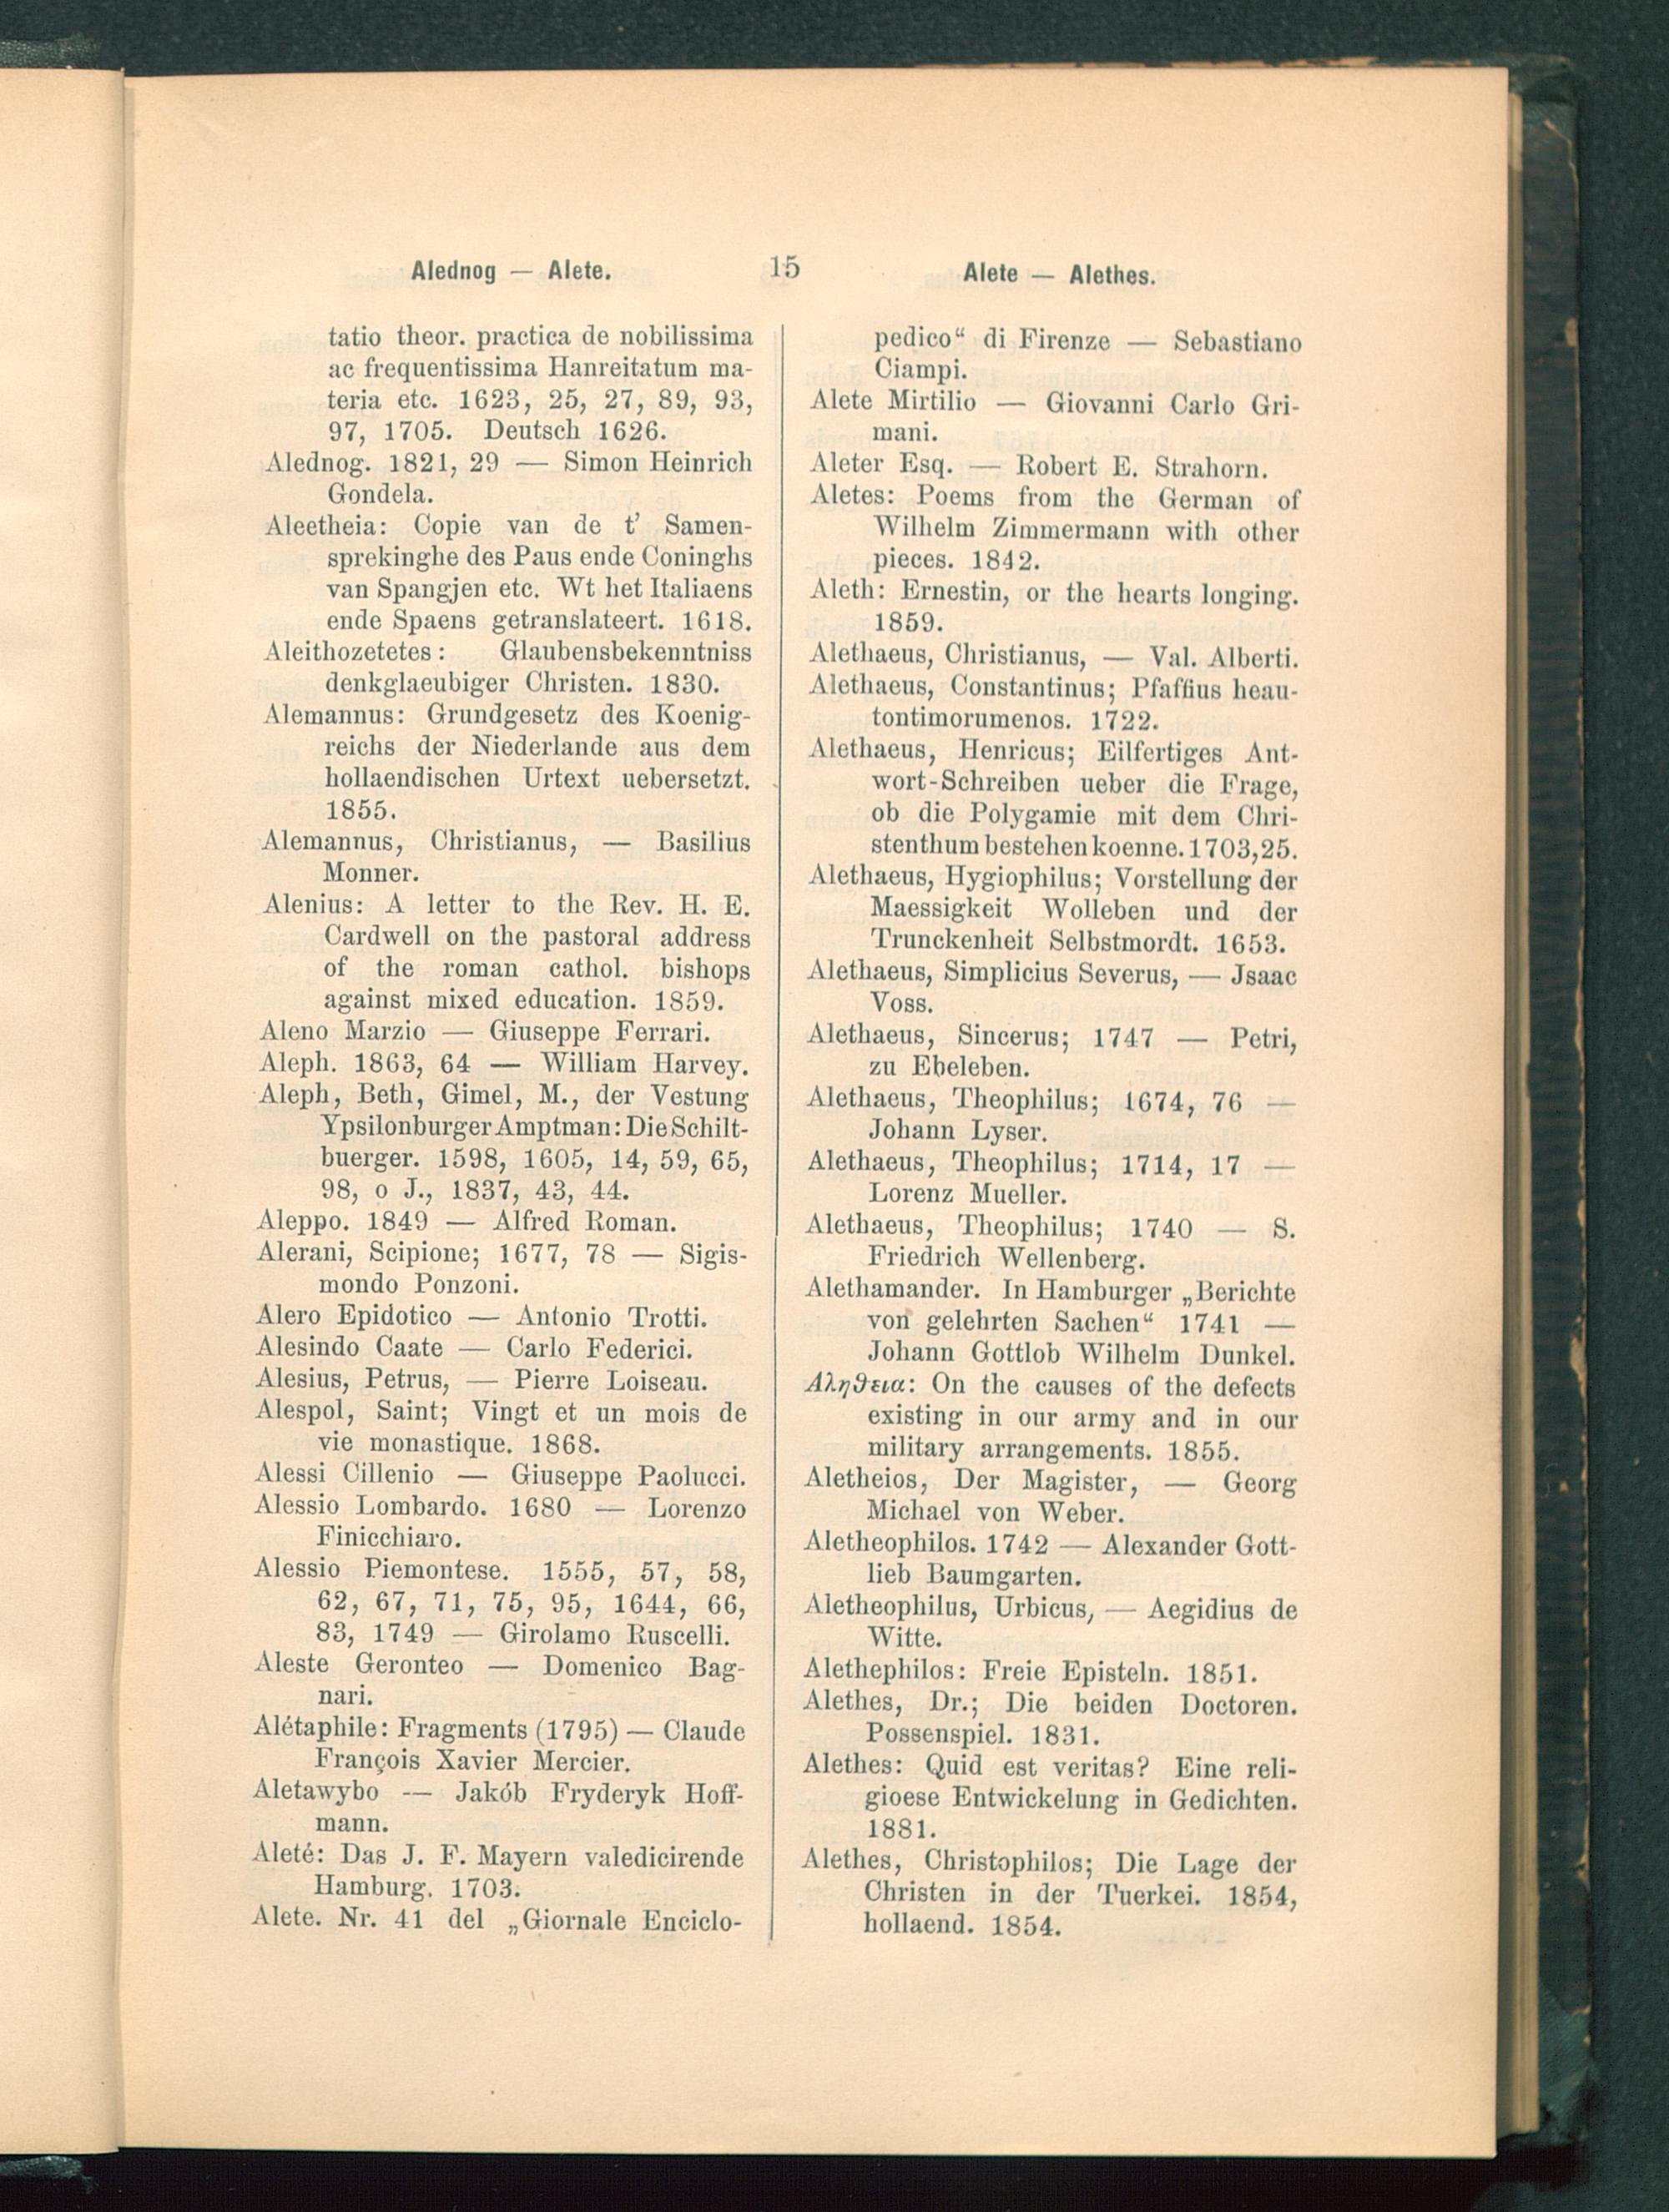 Alednog — Alete.
15
Alete — Alethes.
tatio theor. practica de nobilissima
ac frequentissima Hanreitatum ma-
teria etc. 1623, 25, 27, 89, 93,
97, 1705. Deutsch 1626.
Alednog. 1821, 29 — Simon Heinrich
Gondela.
Aleetheia: Copie van de t' Samen-
sprekinghe des Paus ende Coninghs
van Spangjen etc. Wt het Italiaens
ende Spaens getranslateert. 1618.
Aleithozetetes: Glaubensbekenntniss
denkglaeubiger Christen. 1830.
Alemannus: Grundgesetz des Koenig-
reichs der Niederlande aus dem
hollaendischen Urtext uebersetzt.
1855.
Alemannus, Christianus, — Basilius
Monner.
Alenius: A letter to the Rev. H. E.
Cardwell on the pastoral address
of the roman cathol. bishops
against mixed education. 1859.
Aleno Marzio — Giuseppe Ferrari.
Aleph. 1863, 64 — William Harvey.
Aleph, Beth, Gimel, M., der Vestung
Ypsilonburger Amptman: Die Schilt-
buerger. 1598, 1605, 14, 59, 65,
98, o J., 1837, 43, 44.
Aleppo. 1849 — Alfred Roman.
Alerani, Scipione; 1677, 78 — Sigis-
mondo Ponzoni.
Alero Epidotico — Antonio Trotti.
Alesindo Caate — Carlo Federici.
Alesius, Petrus, — Pierre Loiseau.
Alespol, Saint; Vingt et un mois de
vie monastique. 1868.
Alessi Cillenio — Giuseppe Paolucci.
Alessio Lombardo. 1680 — Lorenzo
Finicchiaro.
Alessio Piemontese. 1555, 57, 58,
62, 67, 71, 75, 95, 1644, 66,
83, 1749 — Girolamo Ruscelli.
Aleste Geronteo — Domenico Bag-
nari.
Alétaphile: Fragments (1795) — Claude
François Xavier Mercier.
Aletawybo — Jakób Fryderyk Hoff-
mann.
Aleté: Das J. F. Mayern valedicirende
Hamburg. 1703.
Alete. Nr. 41 del „Giornale Enciclo-
pedico“ di Firenze — Sebastiano
Ciampi.
Alete Mirtilio — Giovanni Carlo Gri-
mani.
Aleter Esq. — Robert E. Strahorn.
Aletes: Poems from the German of
Wilhelm Zimmermann with other
pieces. 1842.
Aleth: Ernestin, or the hearts longing.
1859.
Alethaeus, Christianus, — Val. Alberti.
Alethaeus, Constantinus; Pfaffius heau-
tontimorumenos. 1722.
Alethaeus, Henricus; Eilfertiges Ant-
wort-Schreiben ueber die Frage,
ob die Polygamie mit dem Chri-
stenthum bestehen koenne. 1703, 25.
Alethaeus, Hygiophilus; Vorstellung der
Maessigkeit Wolleben und der
Trunckenheit Selbstmordt. 1653.
Alethaeus, Simplicius Severus, — Jsaac
Voss.
Alethaeus, Sincerus; 1747 — Petri,
zu Ebeleben.
Alethaeus, Theophilus; 1674, 76 —
Johann Lyser.
Alethaeus, Theophilus; 1714, 17 —
Lorenz Mueller.
Alethaeus, Theophilus; 1740 — S.
Friedrich Wellenberg.
Alethamander. In Hamburger „Berichte
von gelehrten Sachen“ 1741 —
Johann Gottlob Wilhelm Dunkel.
Αληϑεια: On the causes of the defects
existing in our army and in our
military arrangements. 1855.
Aletheios, Der Magister, — Georg
Michael von Weber.
Aletheophilos. 1742 — Alexander Gott-
lieb Baumgarten.
Aletheophilus, Urbicus, — Aegidius de
Witte.
Alethephilos: Freie Episteln. 1851.
Alethes, Dr.; Die beiden Doctoren.
Possenspiel. 1831.
Alethes: Quid est veritas? Eine reli-
gioese Entwickelung in Gedichten.
1881.
Alethes, Christophilos; Die Lage der
Christen in der Tuerkei. 1854,
hollaend. 1854.